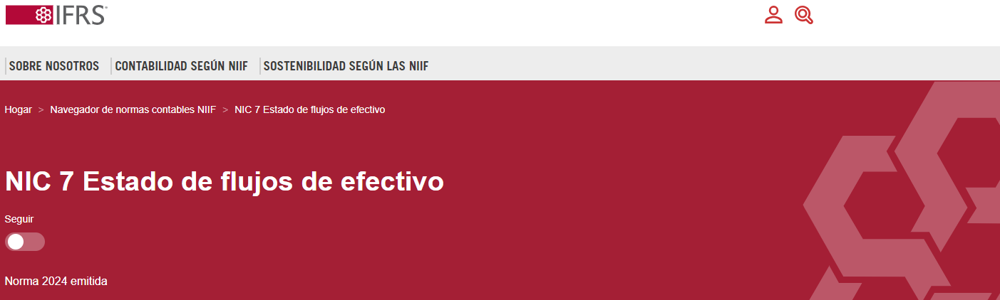 IFRS
SOBRE NOSOTROS CONTABILIDAD SEGÚN NIIF SOSTENIBILIDAD SEGÚN LAS NIIF
Hogar > Navegador de normas contables NIIF > NIC 7 Estado de flujos de efectivo
NIC 7 Estado de flujos de efectivo
Seguir
Norma 2024 emitida